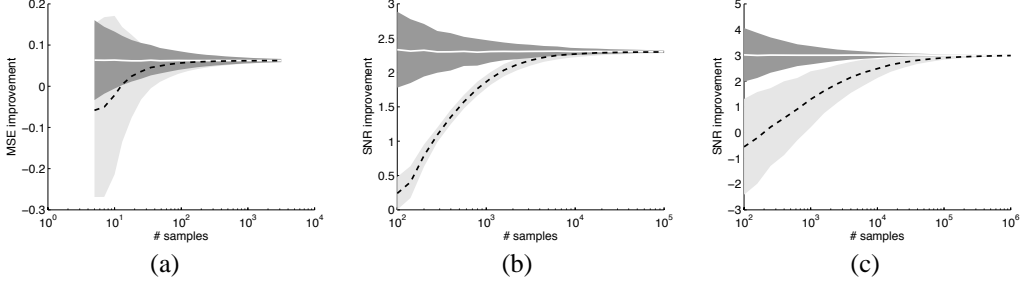 0.2
0.1
0
−0.1
−0.2
−0.3
MSE improvement
10^0 10^1 10^2 10^3 10^4
# samples
(a)
3
2.5
2
1.5
1
0.5
0
SNR improvement
10^2 10^3 10^4 10^5
# samples
(b)
5
4
3
2
1
0
−1
−2
−3
SNR improvement
10^2 10^3 10^4 10^5 10^6
# samples
(c)